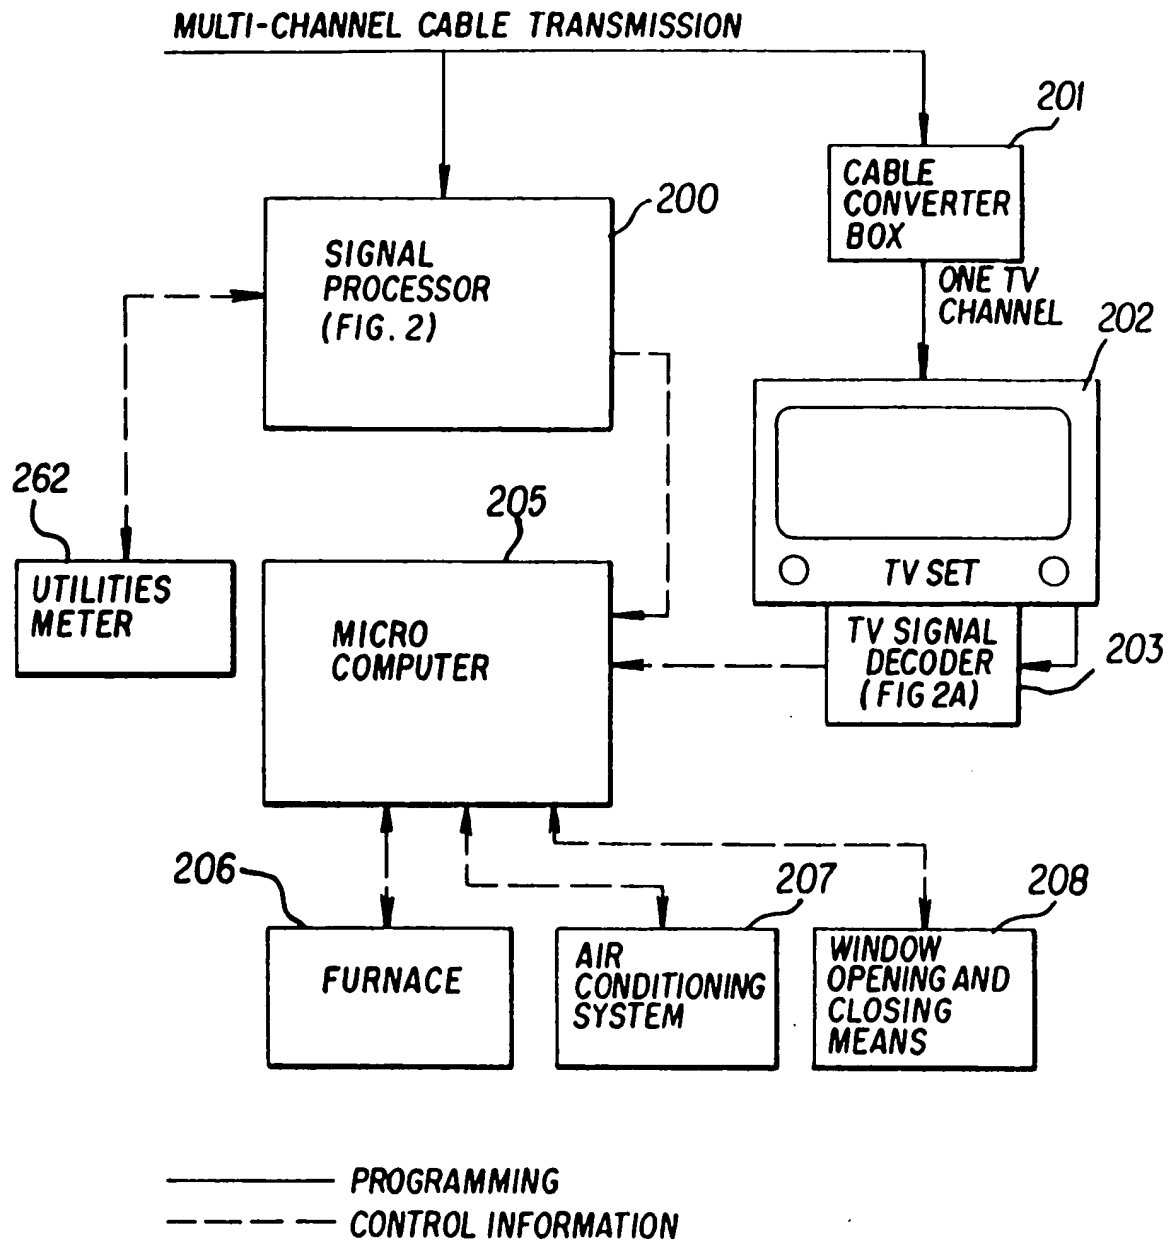 MULTI-CHANNEL CABLE TRANSMISSION
201
CABLE
CONVERTER
BOX
200
SIGNAL
PROCESSOR
(FIG. 2)
ONE TV
CHANNEL
202
262
205
TV SET
UTILITIES
METER
MICRO
COMPUTER
TV SIGNAL
DECODER
(FIG 2A)
203
206
207
208
FURNACE
AIR
CONDITIONING
SYSTEM
WINDOW
OPENING AND
CLOSING
MEANS
PROGRAMMING
CONTROL INFORMATION